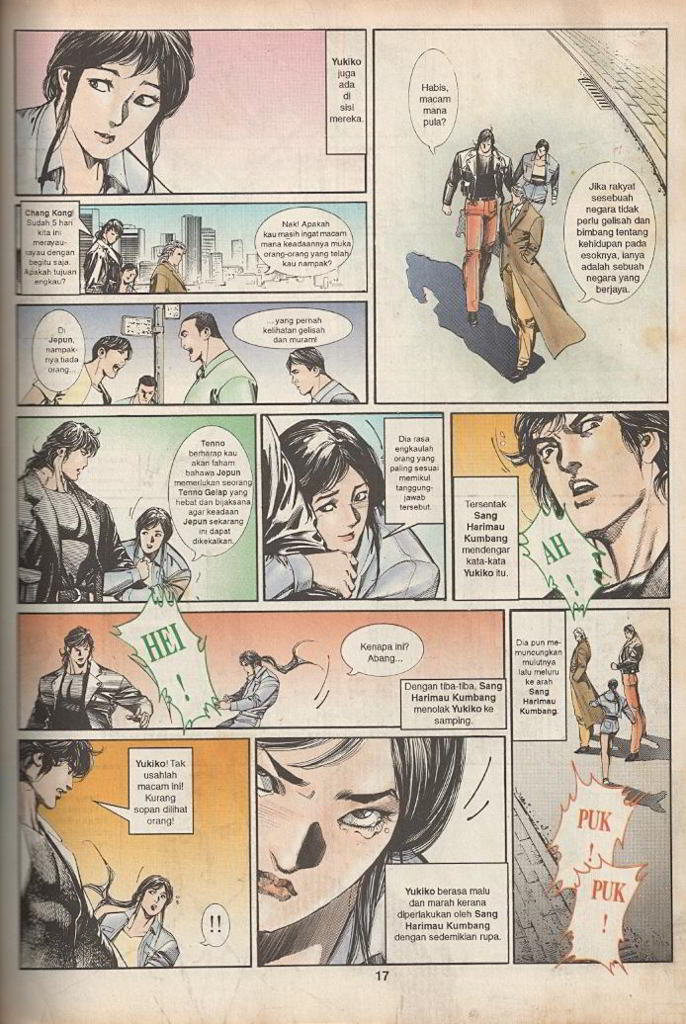 Yukiko
juga
ada
di
sisi
mereka.
Habis,
macam
mana
pula?
Jika rakyat
sesebuah
negara tidak
perlu gelisah dan
bimbang tentang
kehidupan pada
esoknya, ianya
adalah sebuah
negara yang
berjaya.
Chang Kong!
Sudah 5 hari
kita ini
merayau-
rayau dengan
begitu saja.
Apakah tujuan
engkau?
Nak! Apakah
kau masih ingat macam
mana keadaannya muka
orang-orang yang telah
kau nampak?
Di
Jepun,
nampak-
nya tiada
orang...
... yang pernah
kelihatan gelisah
dan muram!
Tenno
berharap kau
akan faham
bahawa Jepun
memerlukan seorang
Tenno Gelap yang
hebat dan bijaksana
agar keadaan
Jepun sekarang
ini dapat
dikekalkan.
Dia rasa
engkaulah
orang yang
paling sesuai
memikul
tanggung-
jawab
tersebut.
Tersentak
Sang
Harimau
Kumbang
mendengar
kata-kata
Yukiko itu.
AH
!
HEI
!
Kenapa ini?
Abang...
Dengan tiba-tiba, Sang
Harimau Kumbang
menolak Yukiko ke
samping.
Dia pun me-
muncungkan
mulutnya
lalu meluru
ke arah
Sang
Harimau
Kumbang.
PUK
!
PUK
!
Yukiko! Tak
usahlah
macam ini!
Kurang
sopan dilihat
orang!
!!
Yukiko berasa malu
dan marah kerana
diperlakukan oleh Sang
Harimau Kumbang
dengan sedemikian rupa.
17